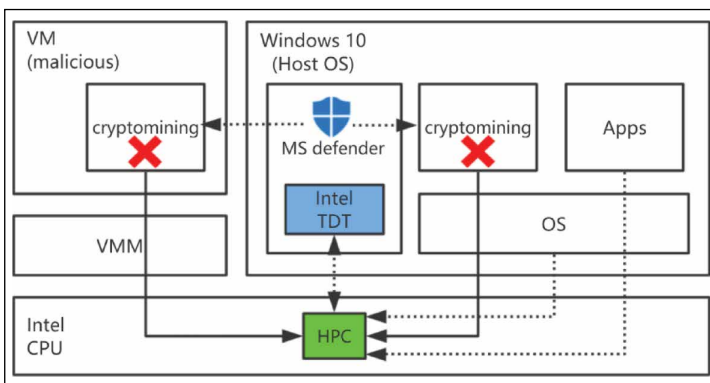 VM
(malicious)
cryptomining
VMM
Windows 10
(Host OS)
MS defender
Intel
TDT
cryptomining
Apps
OS
Intel
CPU
HPC